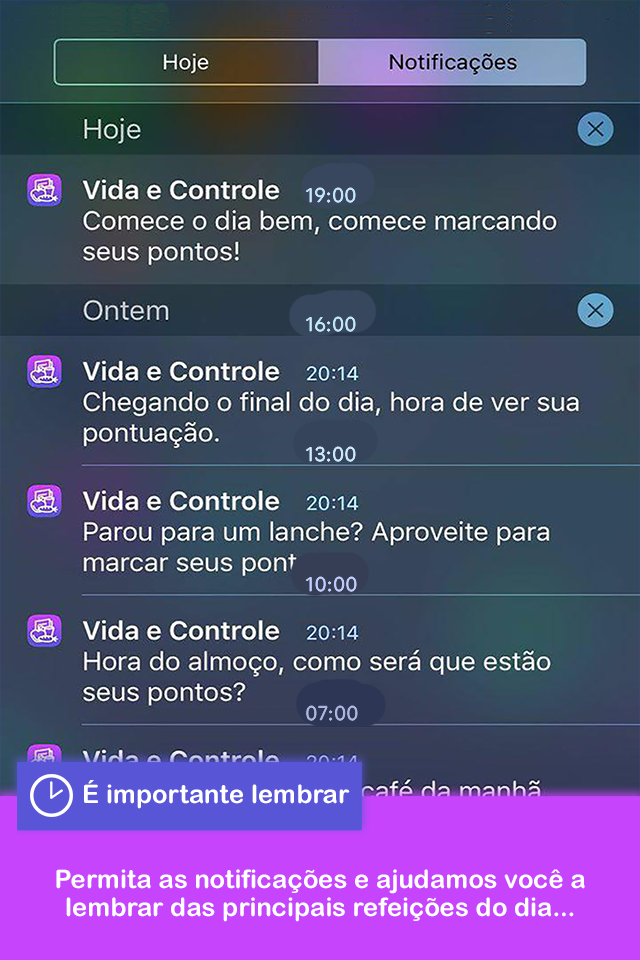 Hoje
Notificações
Hoje
Vida e Controle 19:00
Comece o dia bem, comece marcando
seus pontos!
Ontem
16:00
Vida e Controle 20:14
Chegando o final do dia, hora de ver sua
pontuação.
13:00
Vida e Controle 20:14
Parou para um lanche? Aproveite para
marcar seus pont
10:00
Vida e Controle 20:14
Hora do almoço, como será que estão
seus pontos?
07:00
Vida e Controle 20:14
café da manhã
É importante lembrar
Permita as notificações e ajudamos você a
lembrar das principais refeições do dia...